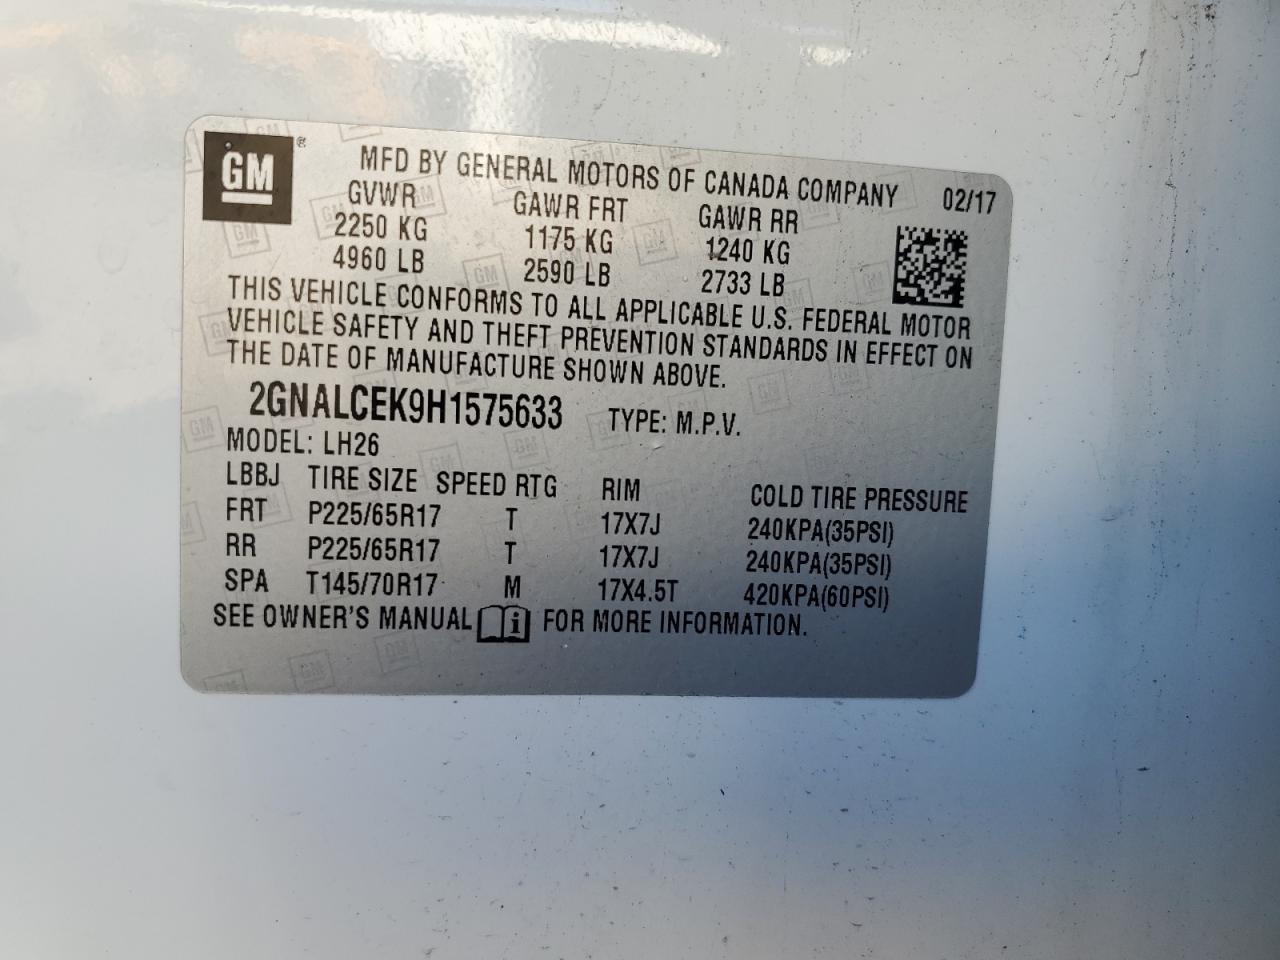 GM ®
MFD BY GENERAL MOTORS OF CANADA COMPANY 02/17
GVWR GAWR FRT GAWR RR
2250 KG 1175 KG 1240 KG
4960 LB 2590 LB 2733 LB
THIS VEHICLE CONFORMS TO ALL APPLICABLE U.S. FEDERAL MOTOR
VEHICLE SAFETY AND THEFT PREVENTION STANDARDS IN EFFECT ON
THE DATE OF MANUFACTURE SHOWN ABOVE.
2GNALCEK9H1575633 TYPE: M.P.V.
MODEL: LH26
LBBJ TIRE SIZE SPEED RTG RIM COLD TIRE PRESSURE
FRT P225/65R17 T 17X7J 240KPA(35PSI)
RR P225/65R17 T 17X7J 240KPA(35PSI)
SPA T145/70R17 M 17X4.5T 420KPA(60PSI)
SEE OWNER'S MANUAL i FOR MORE INFORMATION.